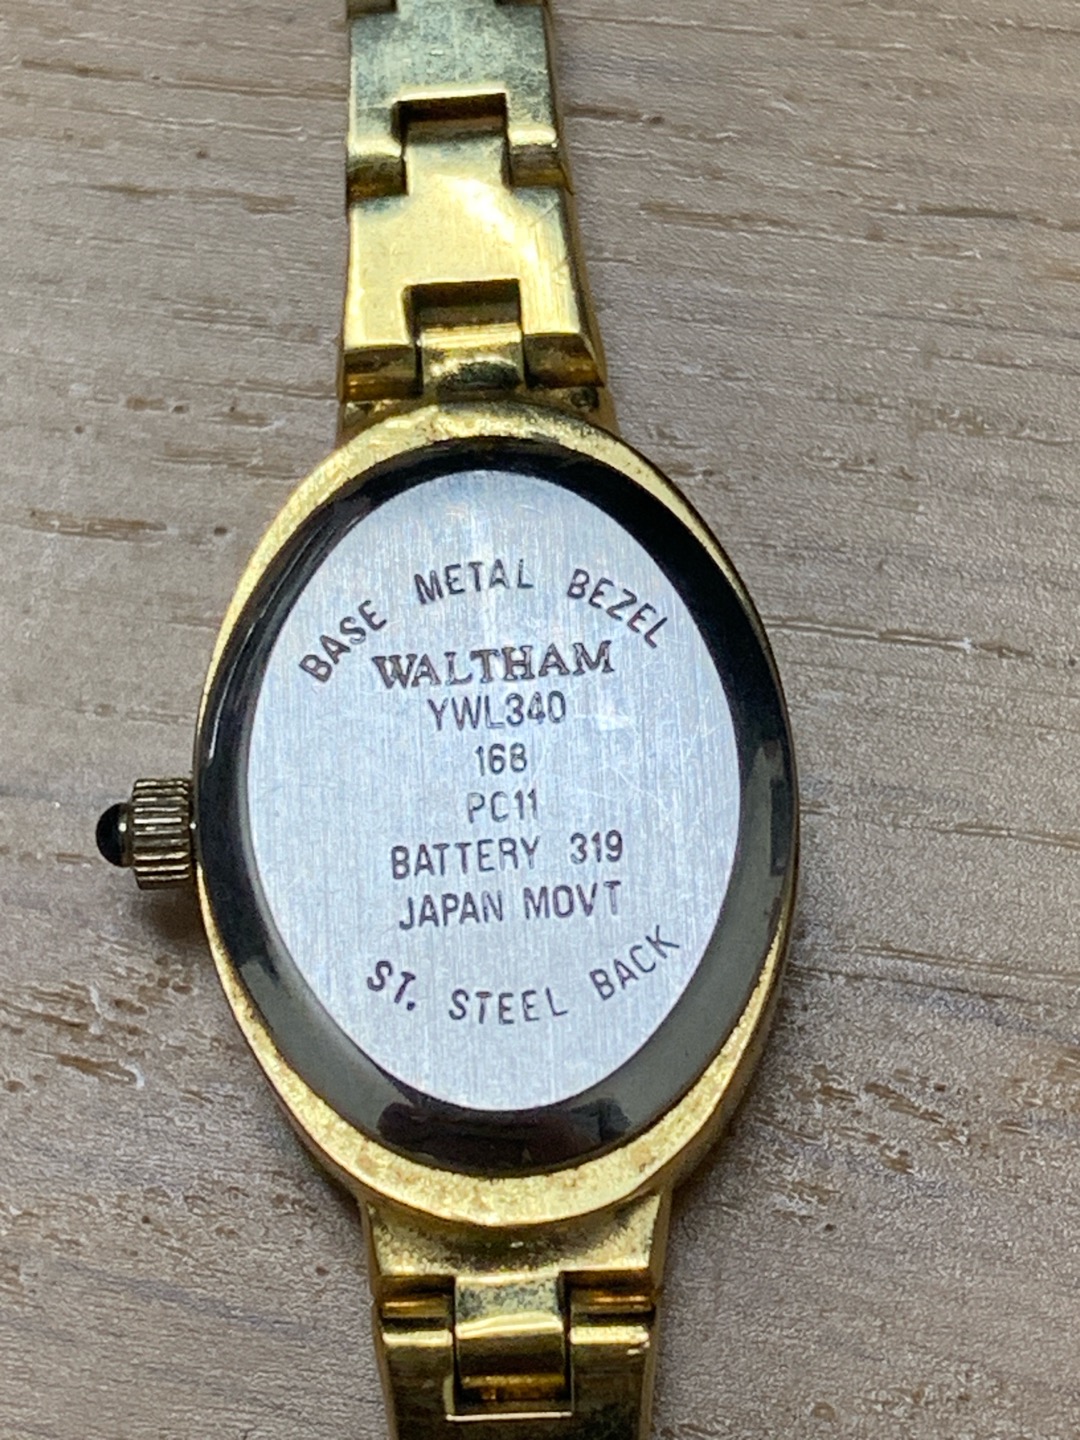 BASE METAL BEZEL
WALTHAM
YWL340
168
PC11
BATTERY 319
JAPAN MOVT
ST. STEEL BACK